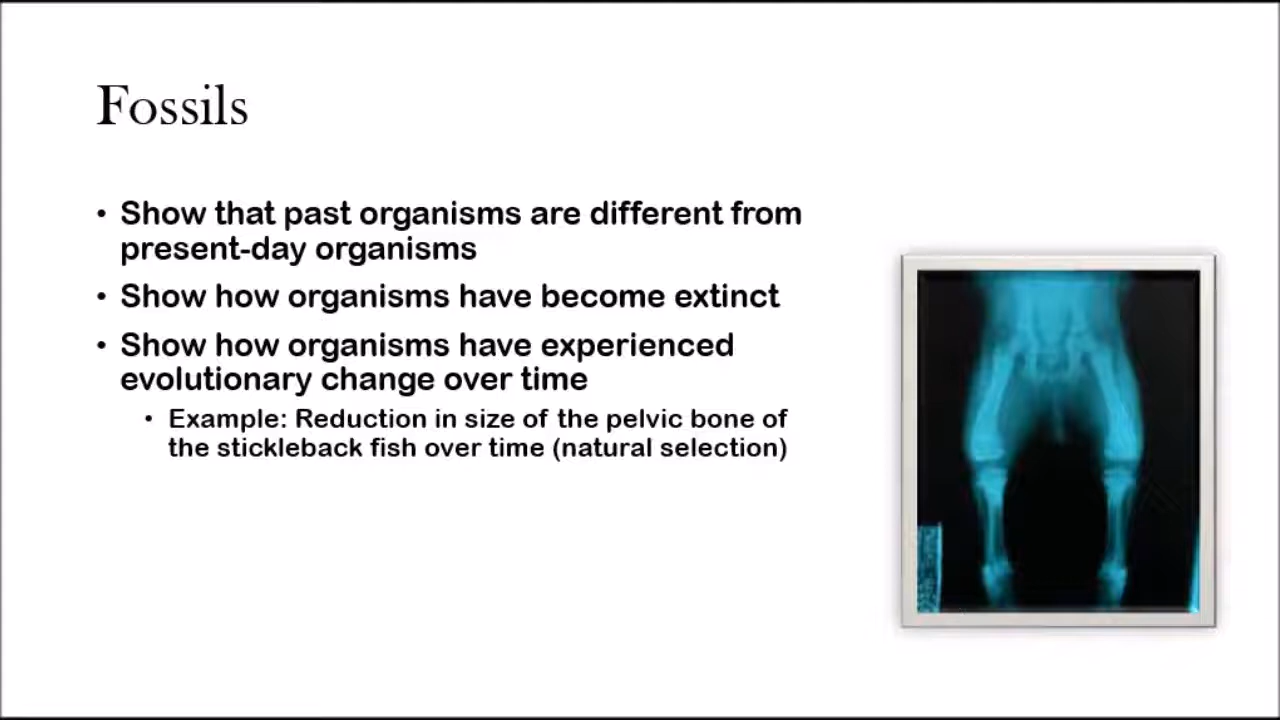 Fossils
• Show that past organisms are different from
present-day organisms
• Show how organisms have become extinct
• Show how organisms have experienced
evolutionary change over time
• Example: Reduction in size of the pelvic bone of
the stickleback fish over time (natural selection)